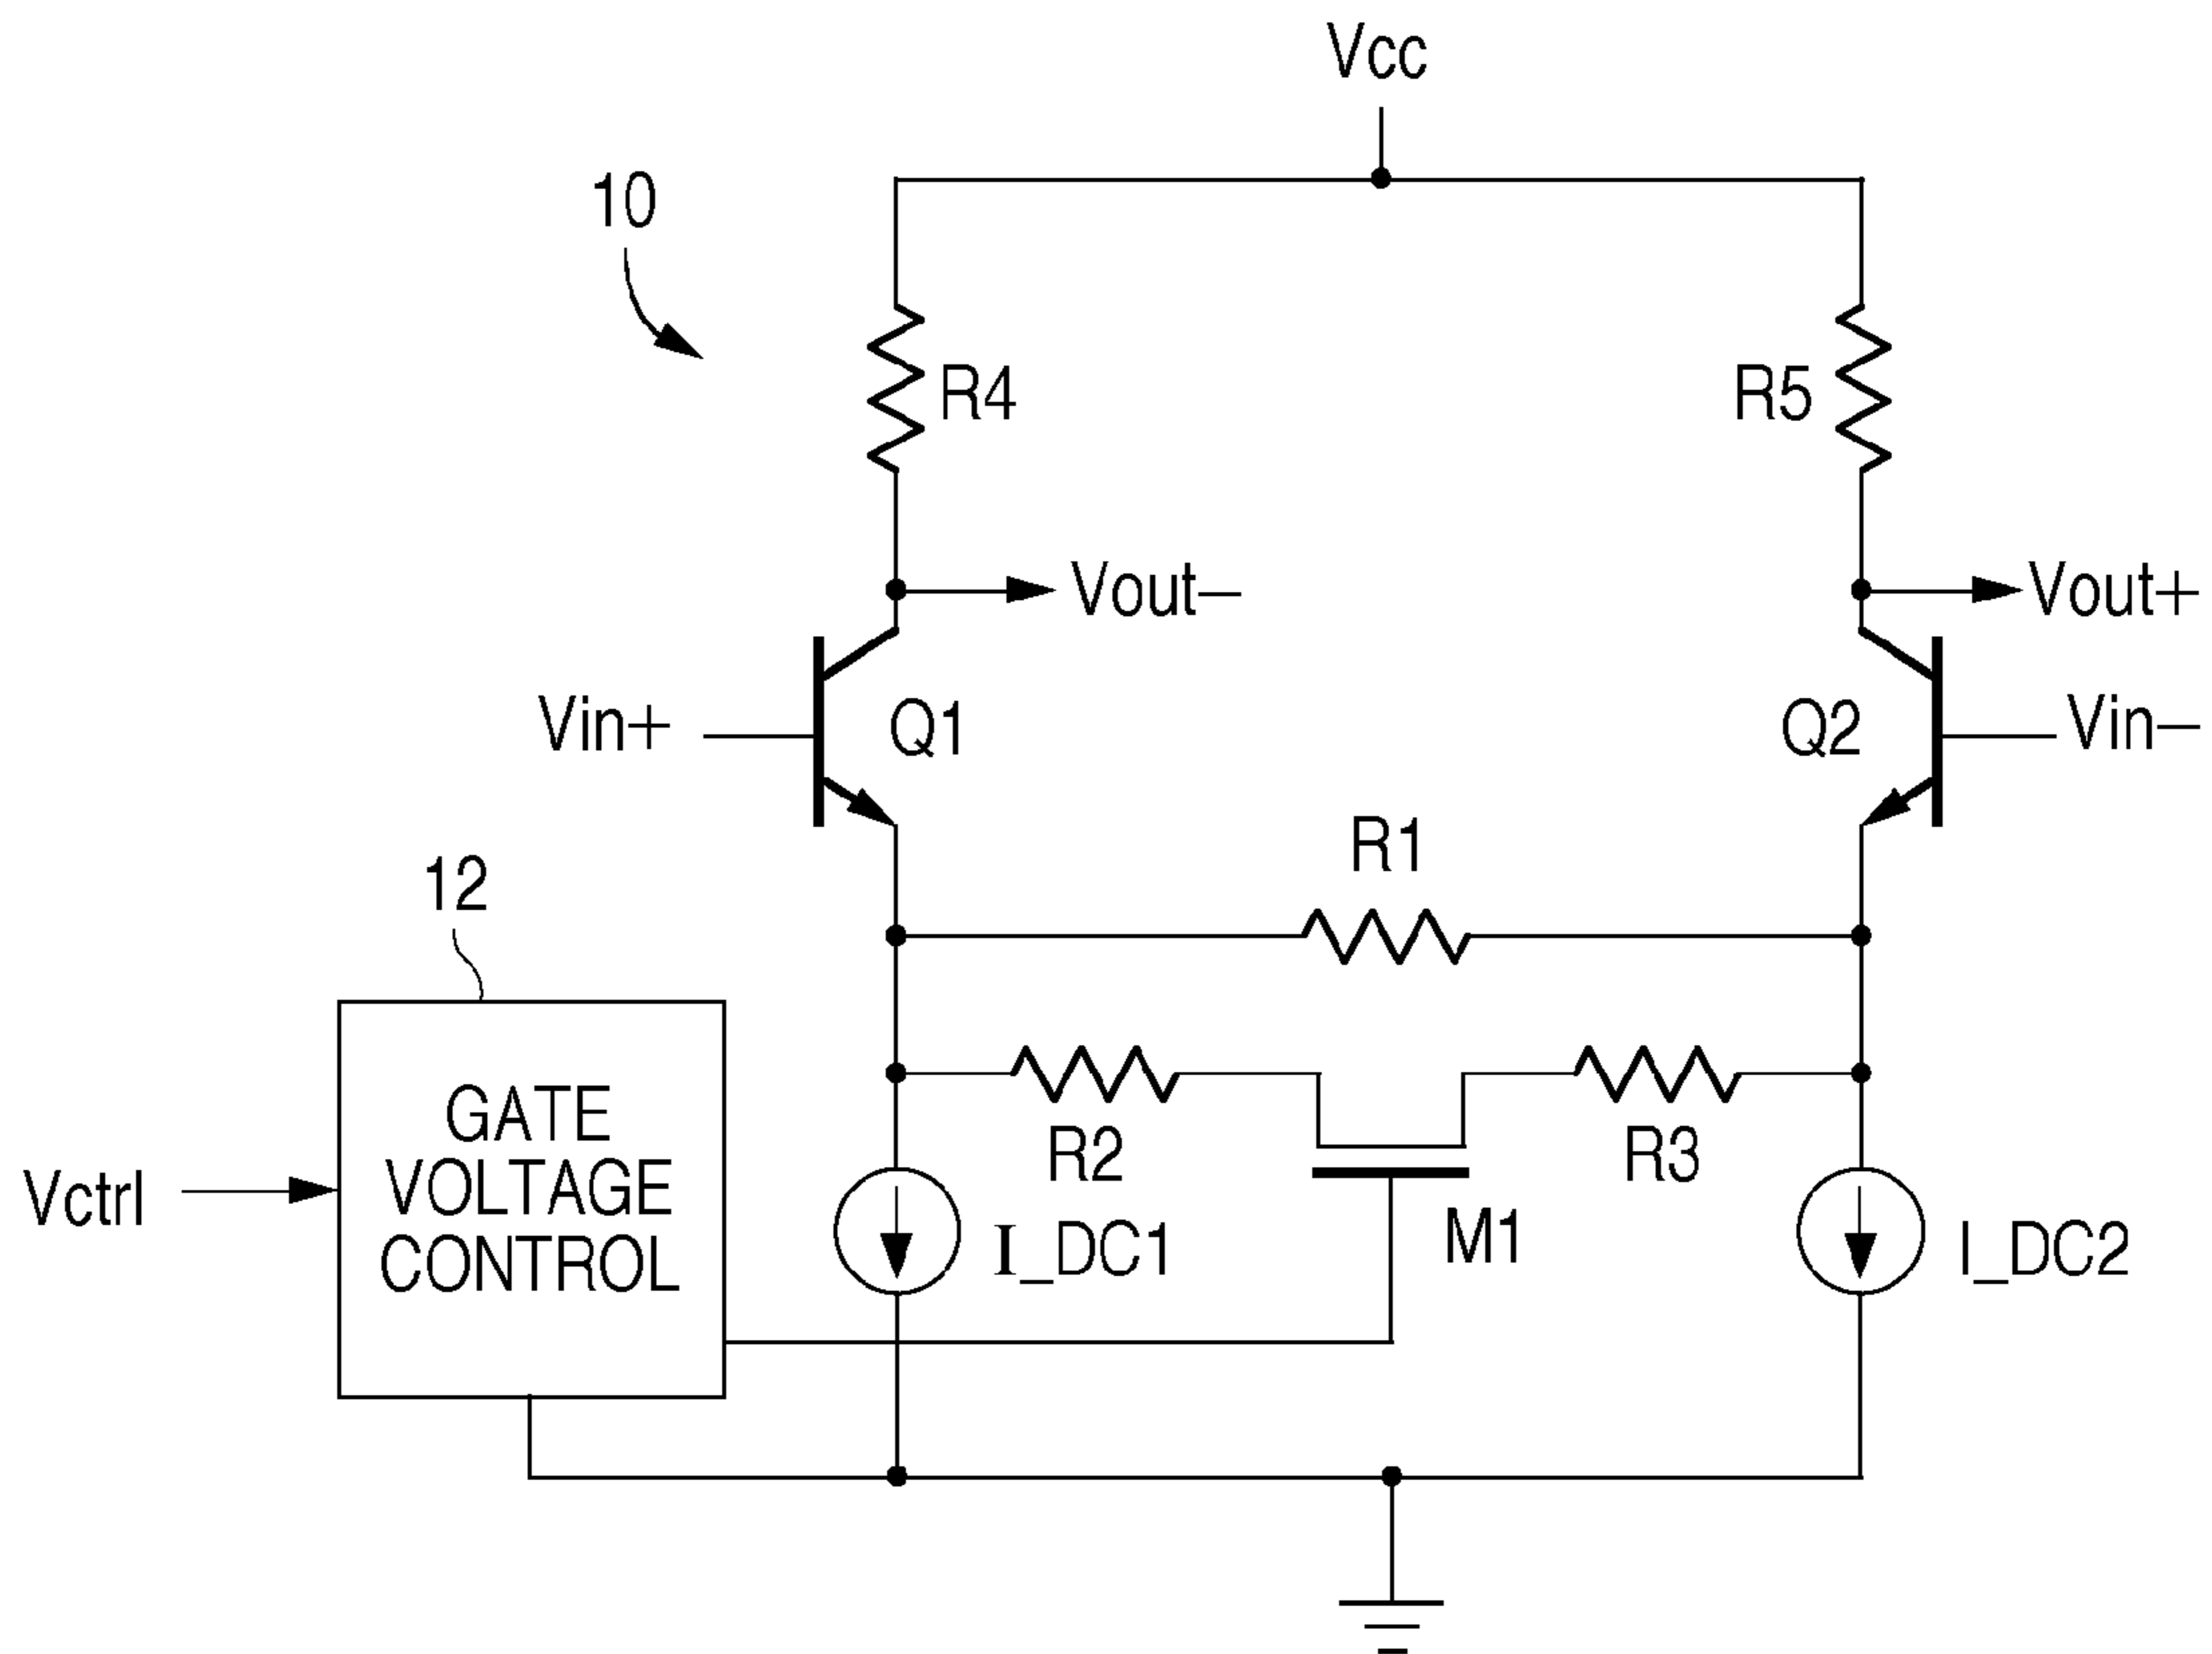 Vcc
10
R4
R5
Vout−
Vout+
Vin+
Q1
Q2
Vin−
R1
12
GATE
VOLTAGE
CONTROL
Vctrl
R2
R3
M1
I_DC1
I_DC2